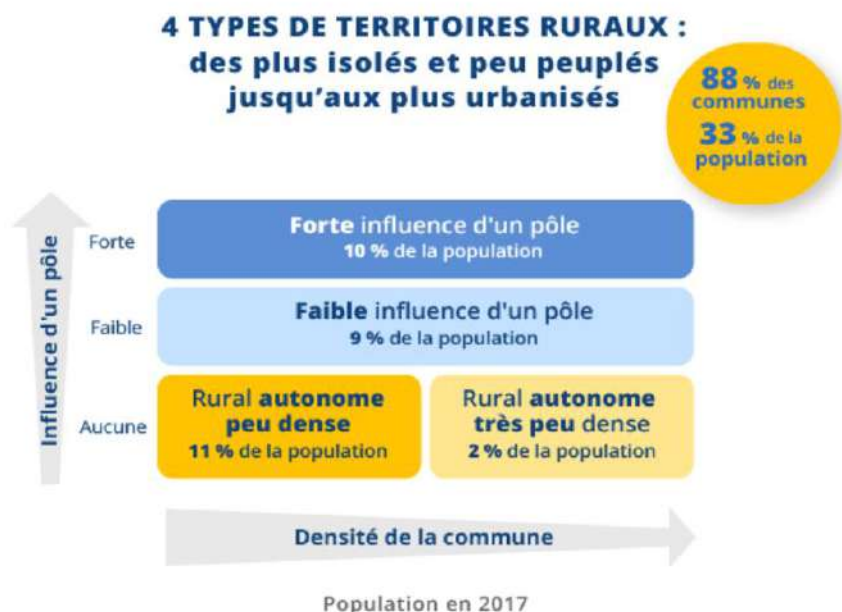 4 TYPES DE TERRITOIRES RURAUX :
des plus isolés et peu peuplés
jusqu'aux plus urbanisés
88 % des
communes
33 % de la
population
Influence d'un pôle
Forte
Forte influence d'un pôle
10 % de la population
Faible
Faible influence d'un pôle
9 % de la population
Aucune
Rural autonome
peu dense
11 % de la population
Rural autonome
très peu dense
2 % de la population
Densité de la commune
Population en 2017